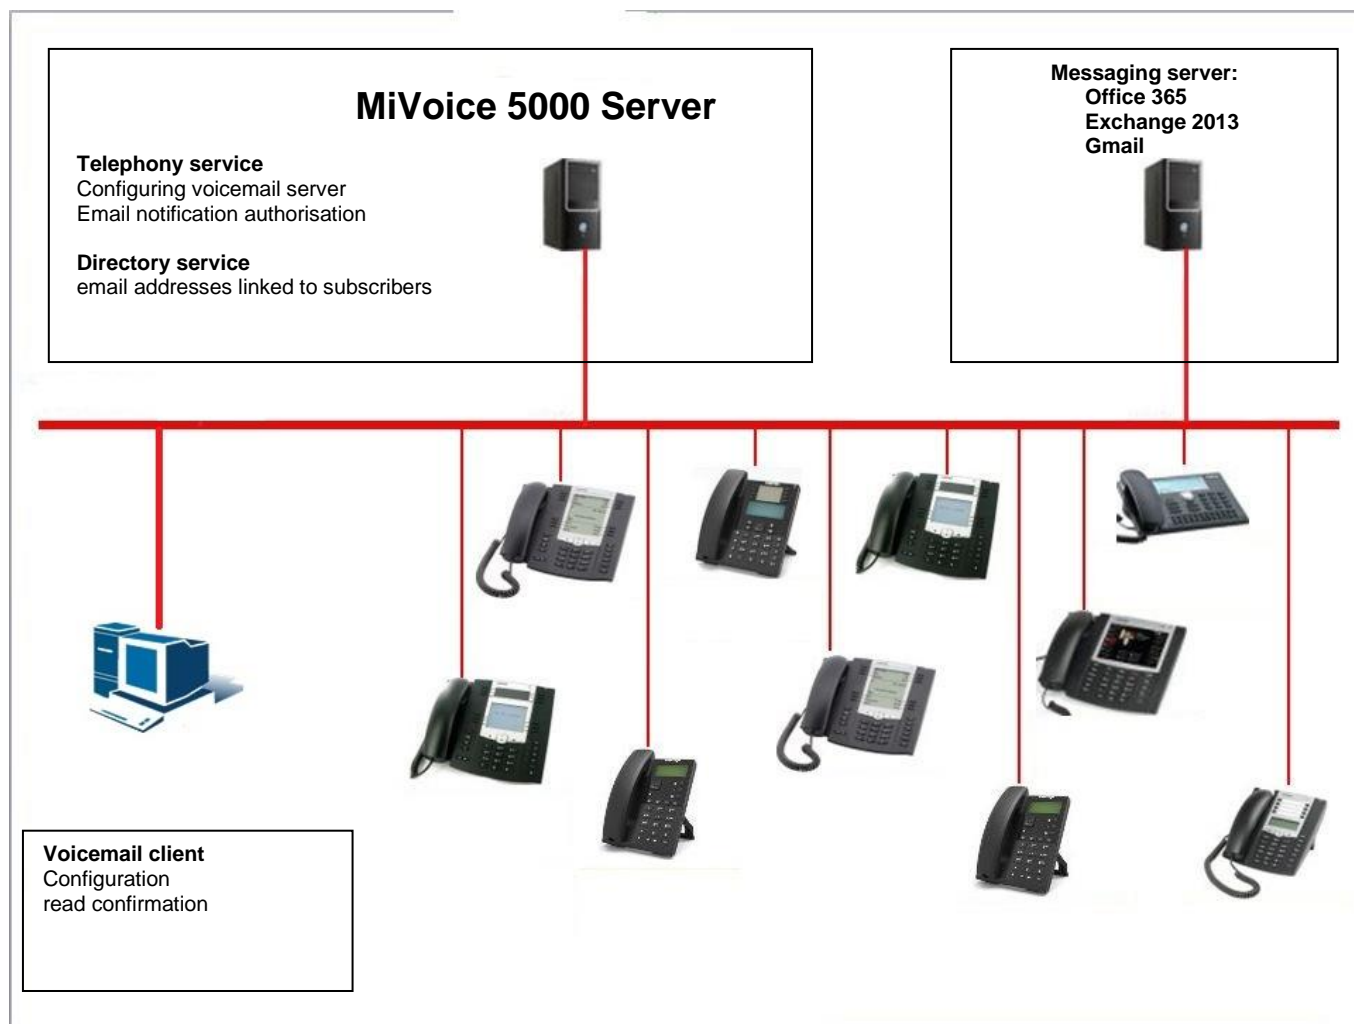 MiVoice 5000 Server
Telephony service
Configuring voicemail server
Email notification authorisation
Directory service
email addresses linked to subscribers
Messaging server:
Office 365
Exchange 2013
Gmail
Voicemail client
Configuration
read confirmation